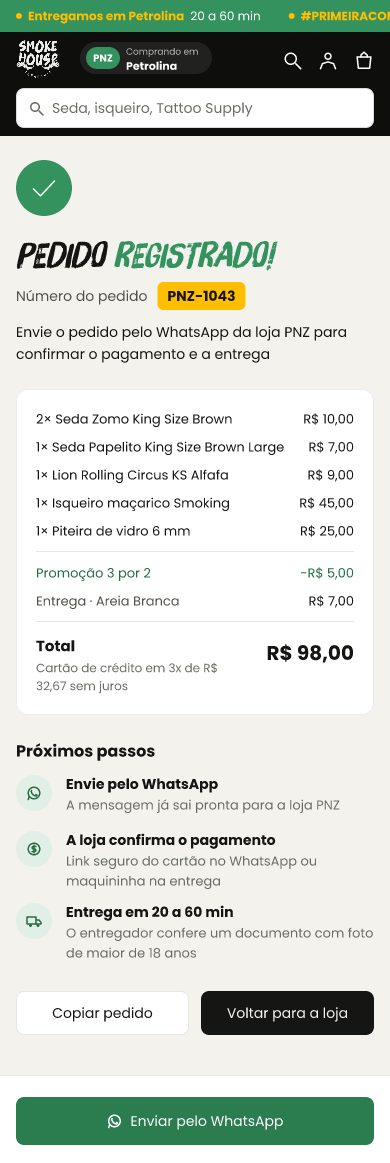 Entregamos em Petrolina 20 a 60 min
SMOKE
HOUSE
PNZ
Comprando em
Petrolina
Seda, isqueiro, Tattoo Supply
PEDIDO REGISTRADO!
Número do pedido PNZ-1043
Envie o pedido pelo WhatsApp da loja PNZ para
confirmar o pagamento e a entrega
2× Seda Zomo King Size Brown R$ 10,00
1× Seda Papelito King Size Brown Large R$ 7,00
1× Lion Rolling Circus KS Alfafa R$ 9,00
1× Isqueiro maçarico Smoking R$ 45,00
1× Piteira de vidro 6 mm R$ 25,00
Promoção 3 por 2 -R$ 5,00
Entrega · Areia Branca R$ 7,00
Total R$ 98,00
Cartão de crédito em 3x de R$
32,67 sem juros
Próximos passos
Envie pelo WhatsApp
A mensagem já sai pronta para a loja PNZ
A loja confirma o pagamento
Link seguro do cartão no WhatsApp ou
maquininha na entrega
Entrega em 20 a 60 min
O entregador confere um documento com foto
de maior de 18 anos
Copiar pedido
Voltar para a loja
Enviar pelo WhatsApp